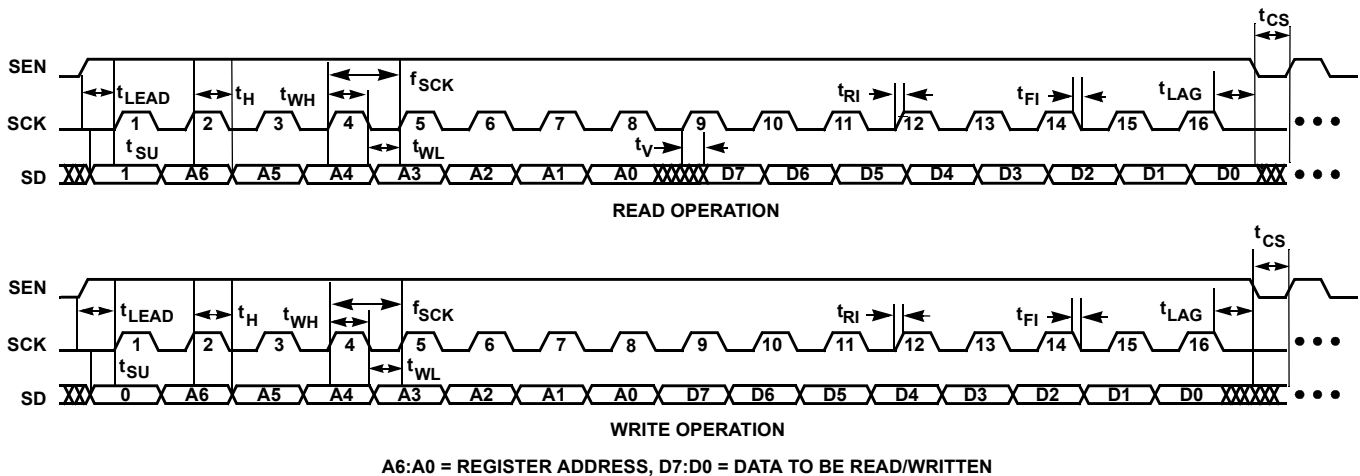 tCS
SEN
tLEAD tH tWH fSCK tRI tFI tLAG
SCK 1 2 3 4 5 6 7 8 9 10 11 12 13 14 15 16 •••
tSU tWL tV
SD 1 A6 A5 A4 A3 A2 A1 A0 D7 D6 D5 D4 D3 D2 D1 D0 •••
READ OPERATION
tCS
SEN
tLEAD tH tWH fSCK tRI tFI tLAG
SCK 1 2 3 4 5 6 7 8 9 10 11 12 13 14 15 16 •••
tSU tWL
SD 0 A6 A5 A4 A3 A2 A1 A0 D7 D6 D5 D4 D3 D2 D1 D0 •••
WRITE OPERATION
A6:A0 = REGISTER ADDRESS, D7:D0 = DATA TO BE READ/WRITTEN